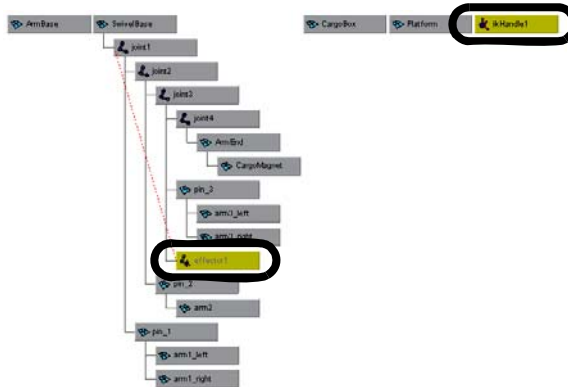 ArmBase SwivelBase CargoBox Platform ikHandle1
joint1
joint2
joint3
joint4
ArmEnd
CargoMagnet
pin_2
arm3_left
arm3_right
effector1
pin_2
arm2
pin_1
arm1_left
arm1_right